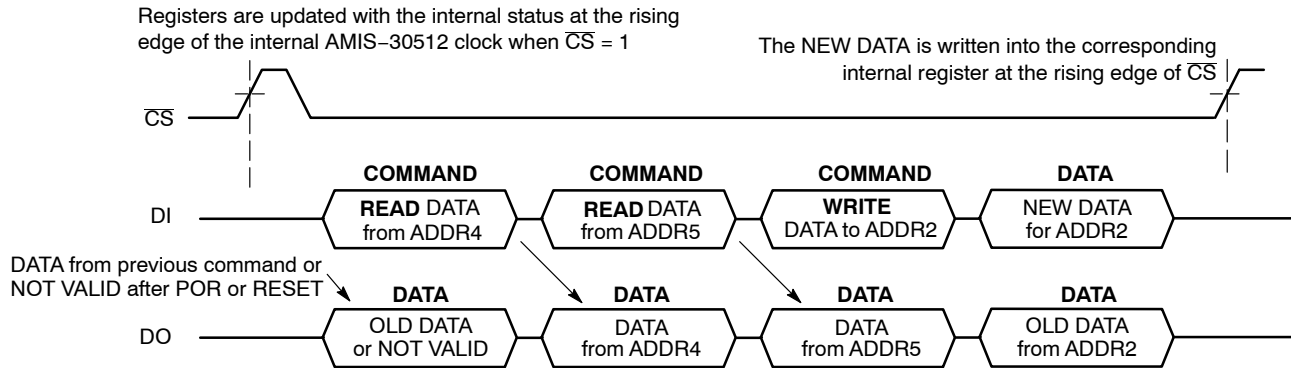 Registers are updated with the internal status at the rising
edge of the internal AMIS−30512 clock when C̅S̅ = 1
The NEW DATA is written into the corresponding
internal register at the rising edge of C̅S̅
C̅S̅
COMMAND COMMAND COMMAND DATA
DI
READ DATA
from ADDR4
READ DATA
from ADDR5
WRITE
DATA to ADDR2
NEW DATA
for ADDR2
DATA from previous command or
NOT VALID after POR or RESET
DATA DATA DATA DATA
DO
OLD DATA
or NOT VALID
DATA
from ADDR4
DATA
from ADDR5
OLD DATA
from ADDR2